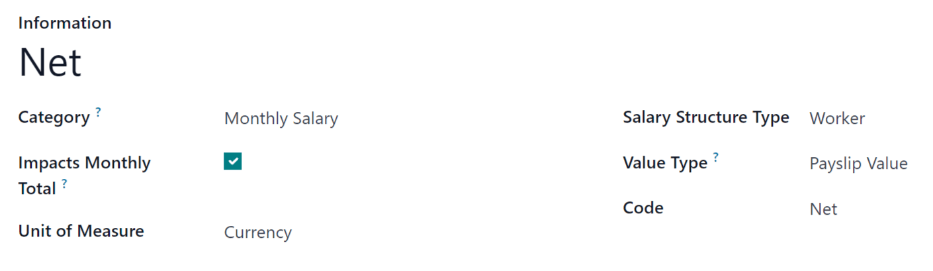 Information
Net
Category ? Monthly Salary Salary Structure Type Worker
Impacts Monthly Value Type ? Payslip Value
Total ?
Code Net
Unit of Measure Currency